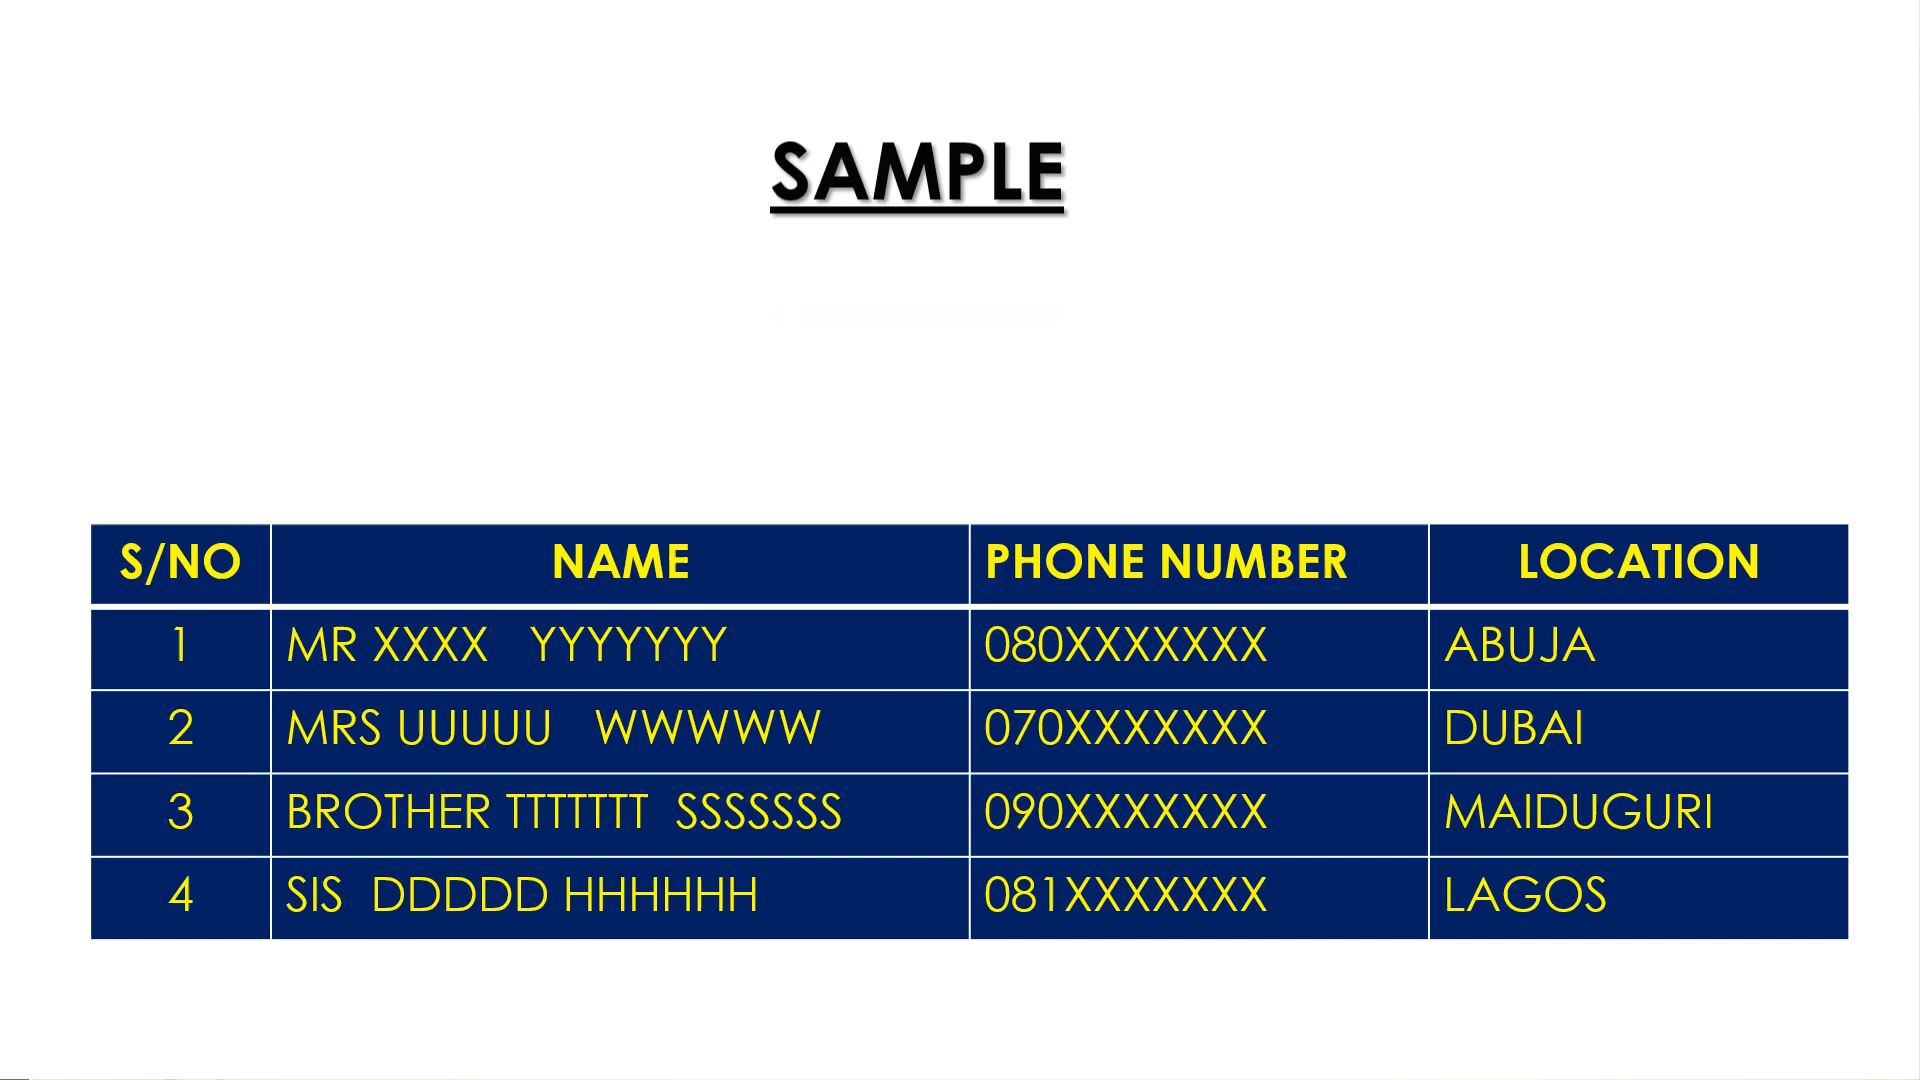 SAMPLE
S/NO NAME PHONE NUMBER LOCATION
1 MR XXXX YYYYYYY 080XXXXXXX ABUJA
2 MRS UUUUU WWWWW 070XXXXXXX DUBAI
3 BROTHER TTTTTTT SSSSSSS 090XXXXXXX MAIDUGURI
4 SIS DDDDD HHHHHH 081XXXXXXX LAGOS